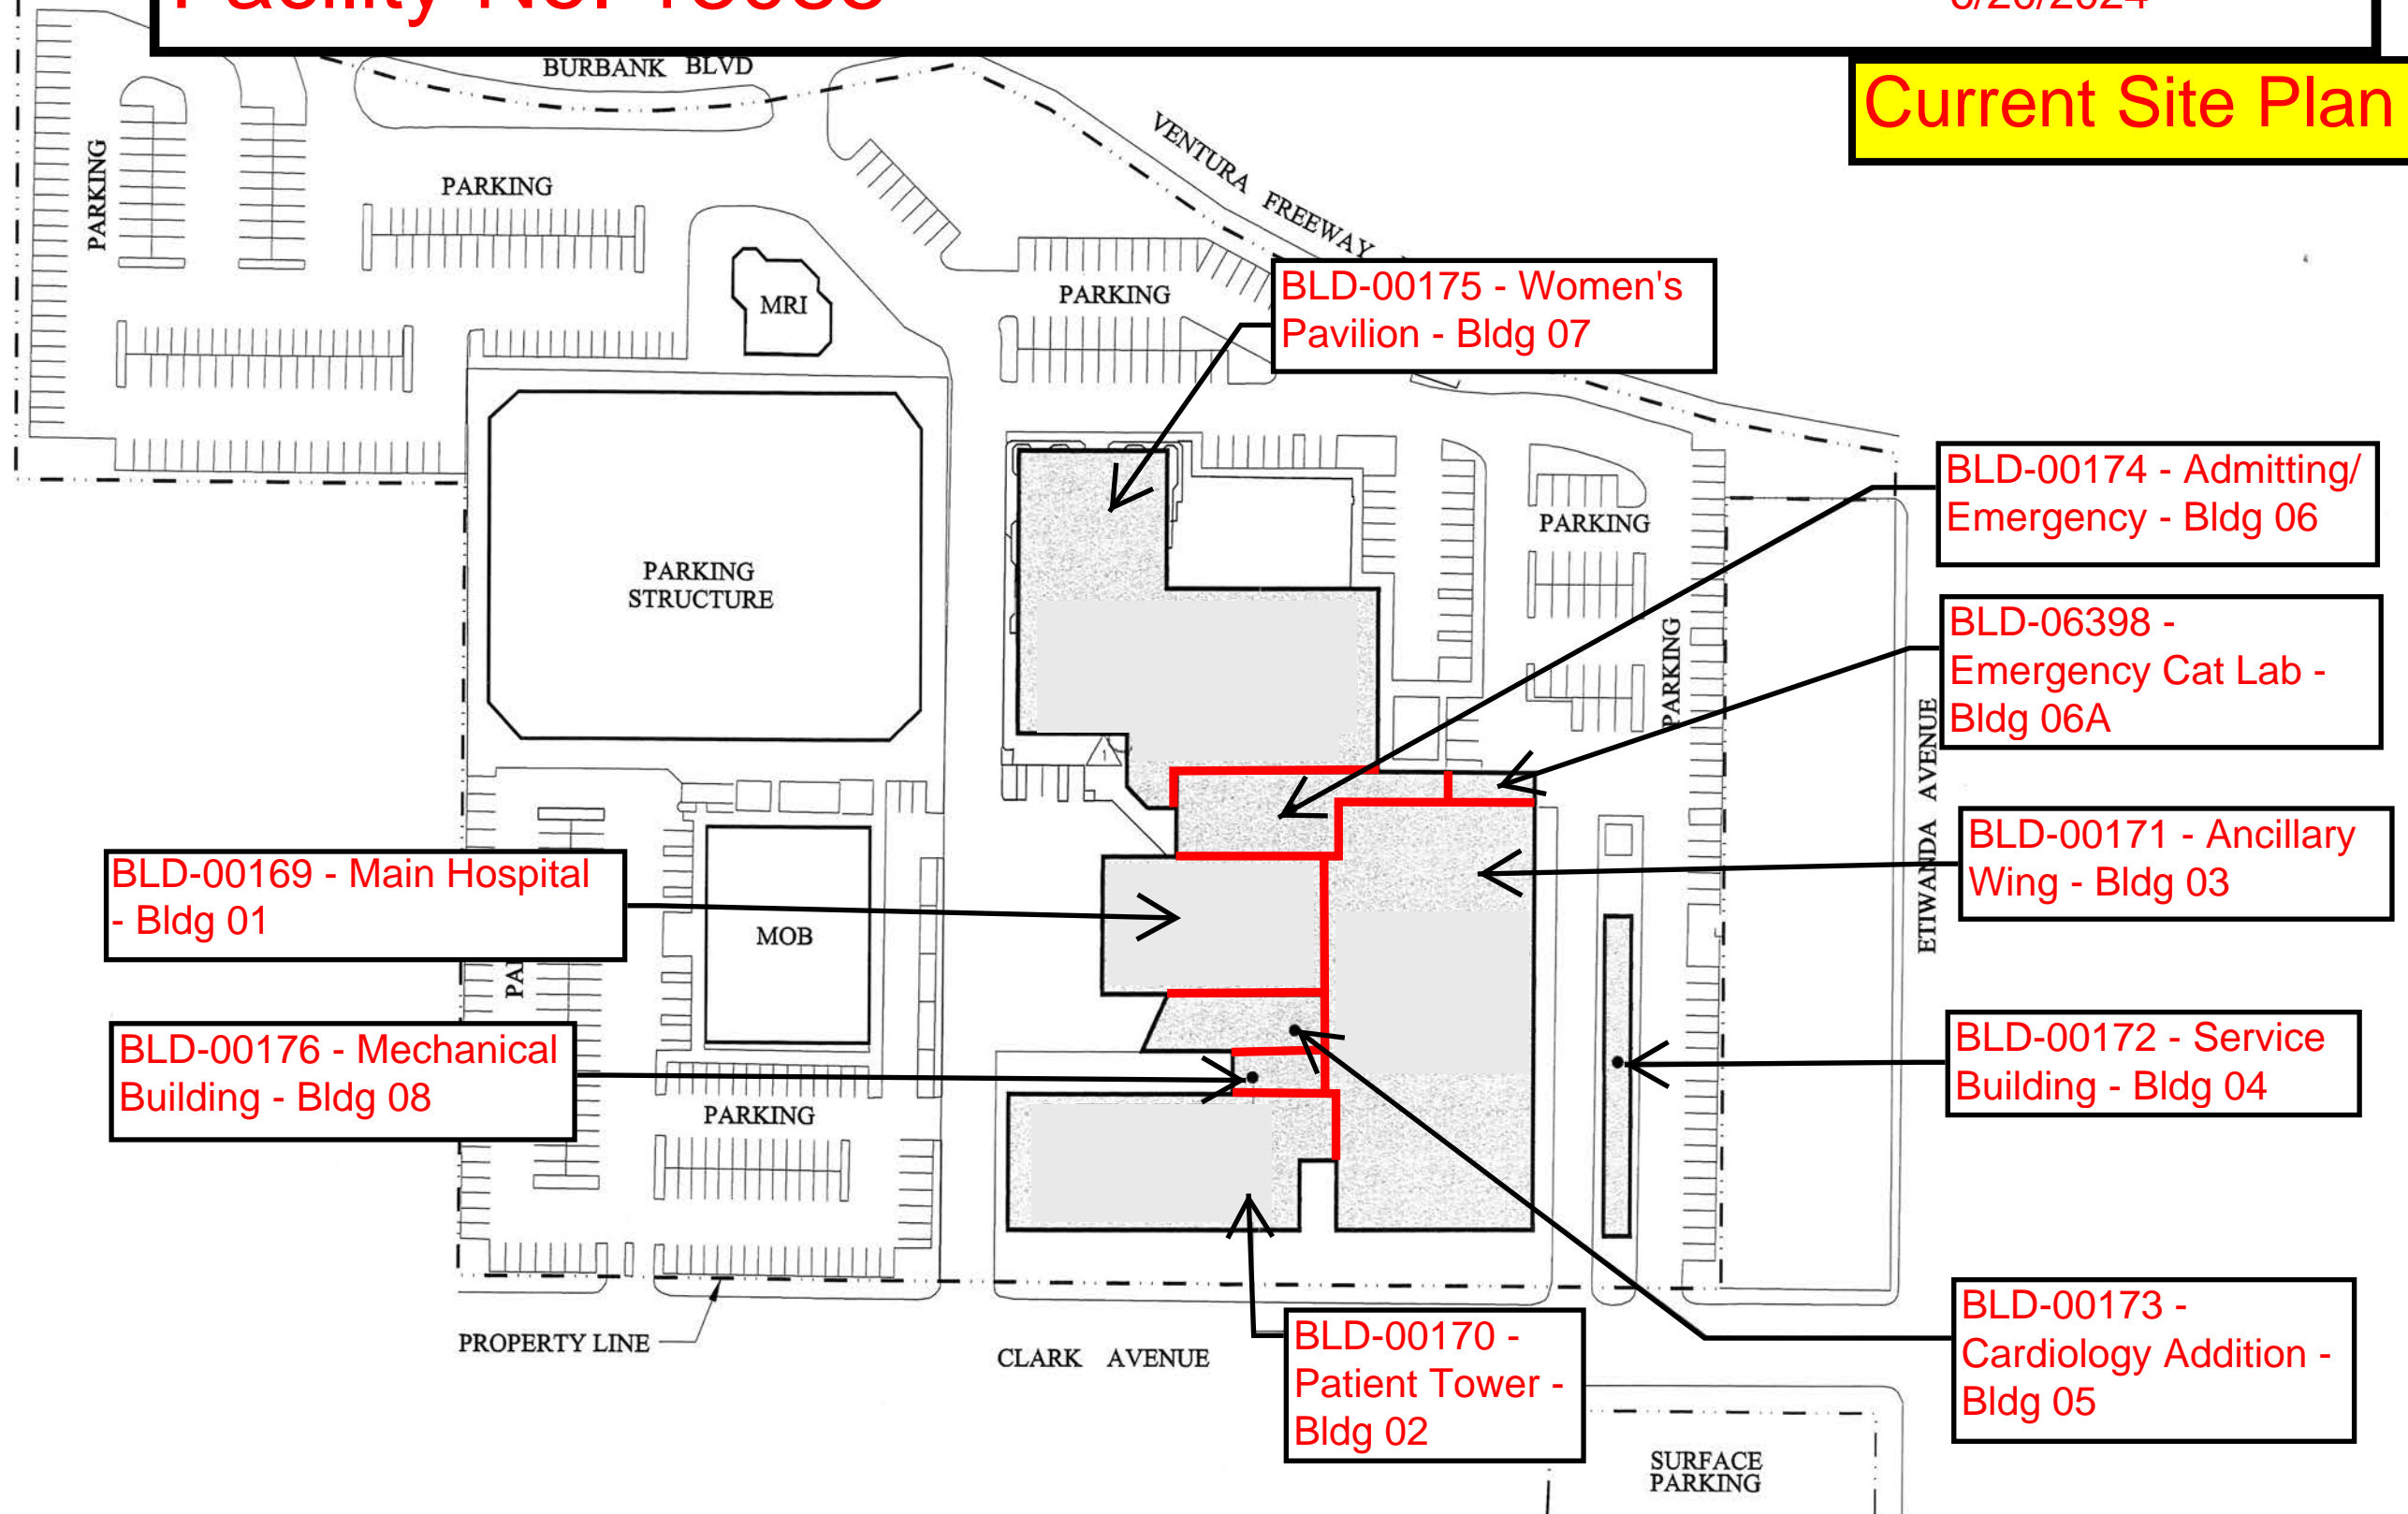 BURBANK BLVD
Current Site Plan
VENTURA FREEWAY
PARKING
PARKING
MRI
PARKING
BLD-00175 - Women's
Pavilion - Bldg 07
BLD-00174 - Admitting/
Emergency - Bldg 06
PARKING
PARKING
STRUCTURE
BLD-06398 -
Emergency Cat Lab -
Bldg 06A
PARKING
ETIWANDA AVENUE
1
BLD-00171 - Ancillary
Wing - Bldg 03
BLD-00169 - Main Hospital
- Bldg 01
MOB
BLD-00176 - Mechanical
Building - Bldg 08
BLD-00172 - Service
Building - Bldg 04
PARKING
BLD-00173 -
Cardiology Addition -
Bldg 05
BLD-00170 -
Patient Tower -
Bldg 02
PROPERTY LINE
CLARK AVENUE
SURFACE
PARKING